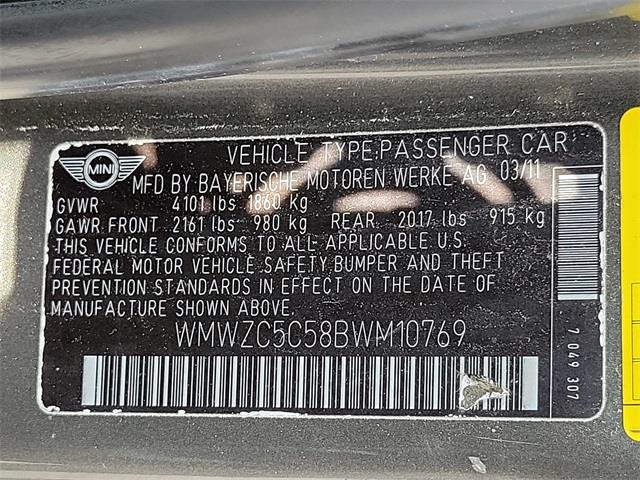 MINI
VEHICLE TYPE:PASSENGER CAR
MFD BY BAYERISCHE MOTOREN WERKE AG 03/11
GVWR 4101 lbs 1860 kg
GAWR FRONT 2161 lbs 980 kg REAR 2017 lbs 915 kg
THIS VEHICLE CONFORMS TO ALL APPLICABLE U.S.
FEDERAL MOTOR VEHICLE SAFETY BUMPER AND THEFT
PREVENTION STANDARDS IN EFFECT ON THE DATE OF
MANUFACTURE SHOWN ABOVE.
WMWZC5C58BWM10769
7 049 307